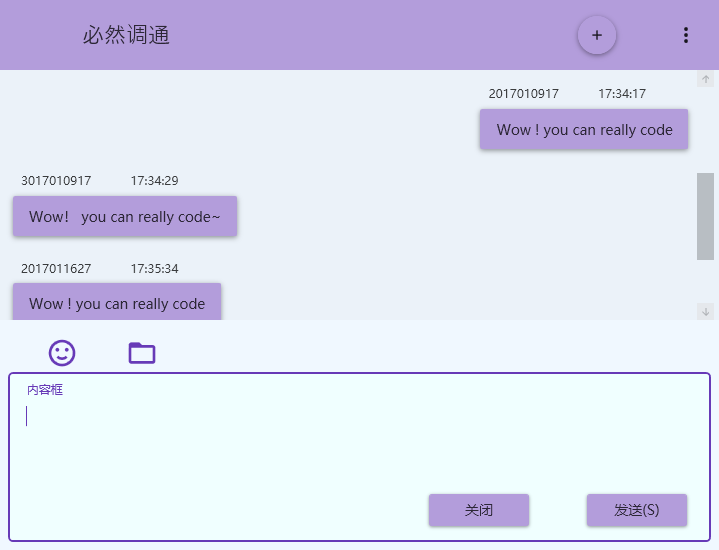 必然调通
2017010917 17:34:17
Wow ! you can really code
3017010917 17:34:29
Wow! you can really code~
2017011627 17:35:34
Wow ! you can really code
内容框
关闭 发送(S)